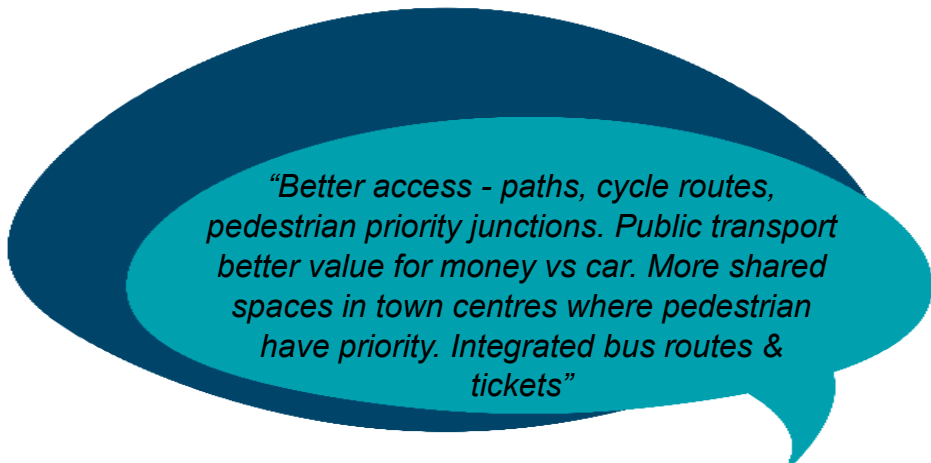 “Better access - paths, cycle routes,
pedestrian priority junctions. Public transport
better value for money vs car. More shared
spaces in town centres where pedestrian
have priority. Integrated bus routes &
tickets”